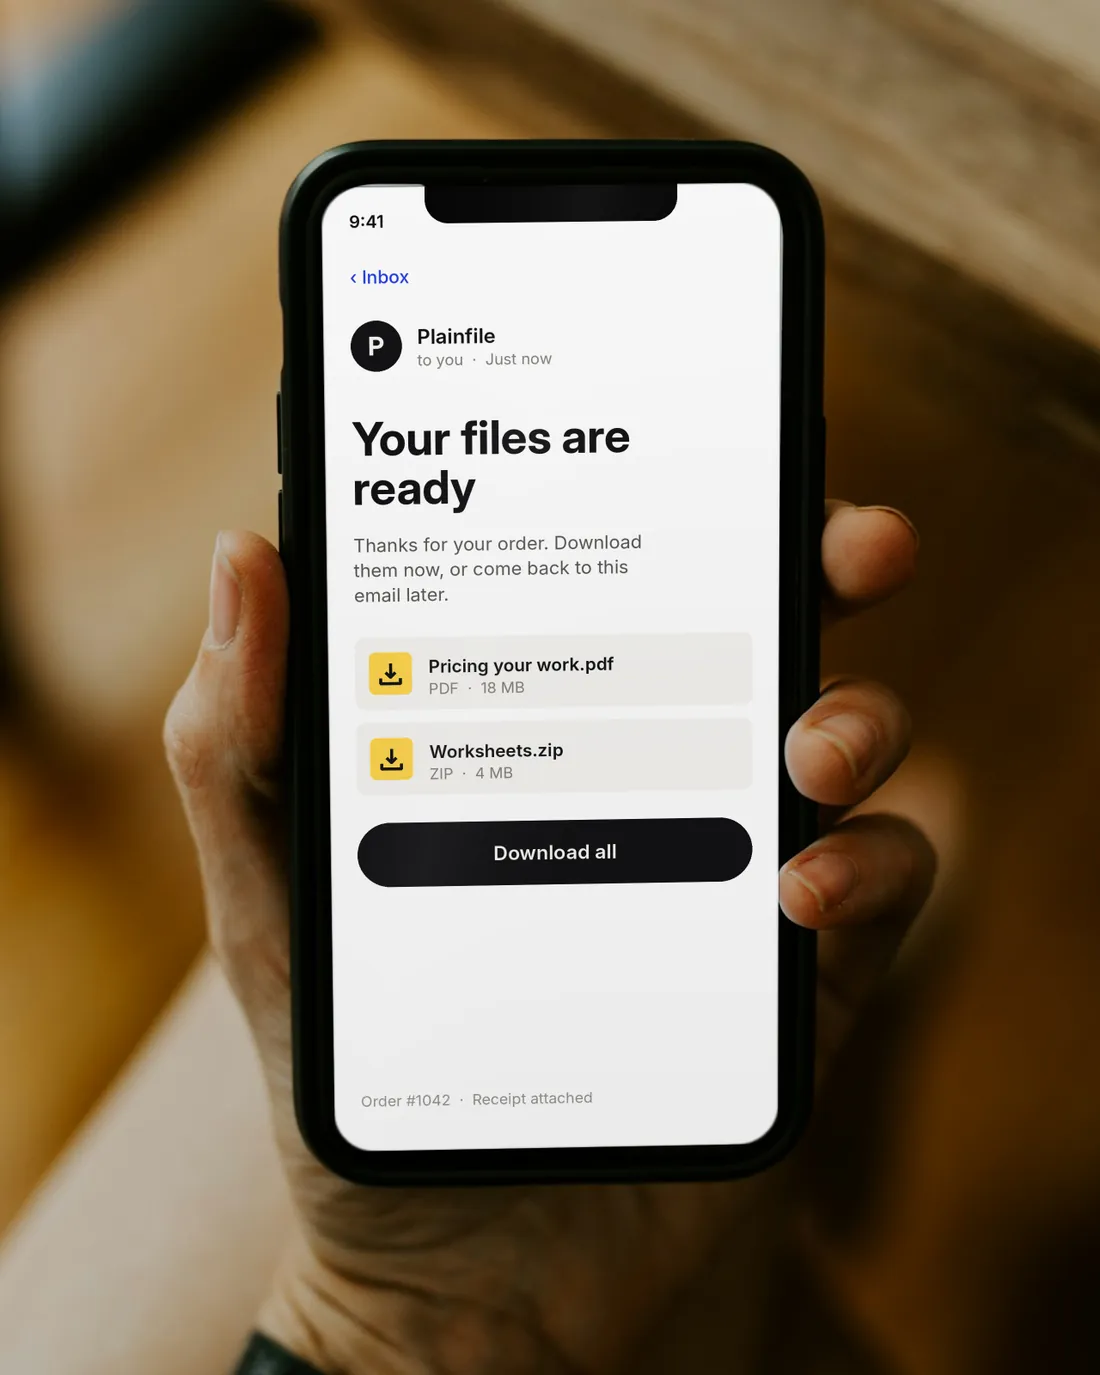 9:41
‹ Inbox
P
Plainfile
to you · Just now
Your files are
ready
Thanks for your order. Download
them now, or come back to this
email later.
Pricing your work.pdf
PDF · 18 MB
Worksheets.zip
ZIP · 4 MB
Download all
Order #1042 · Receipt attached